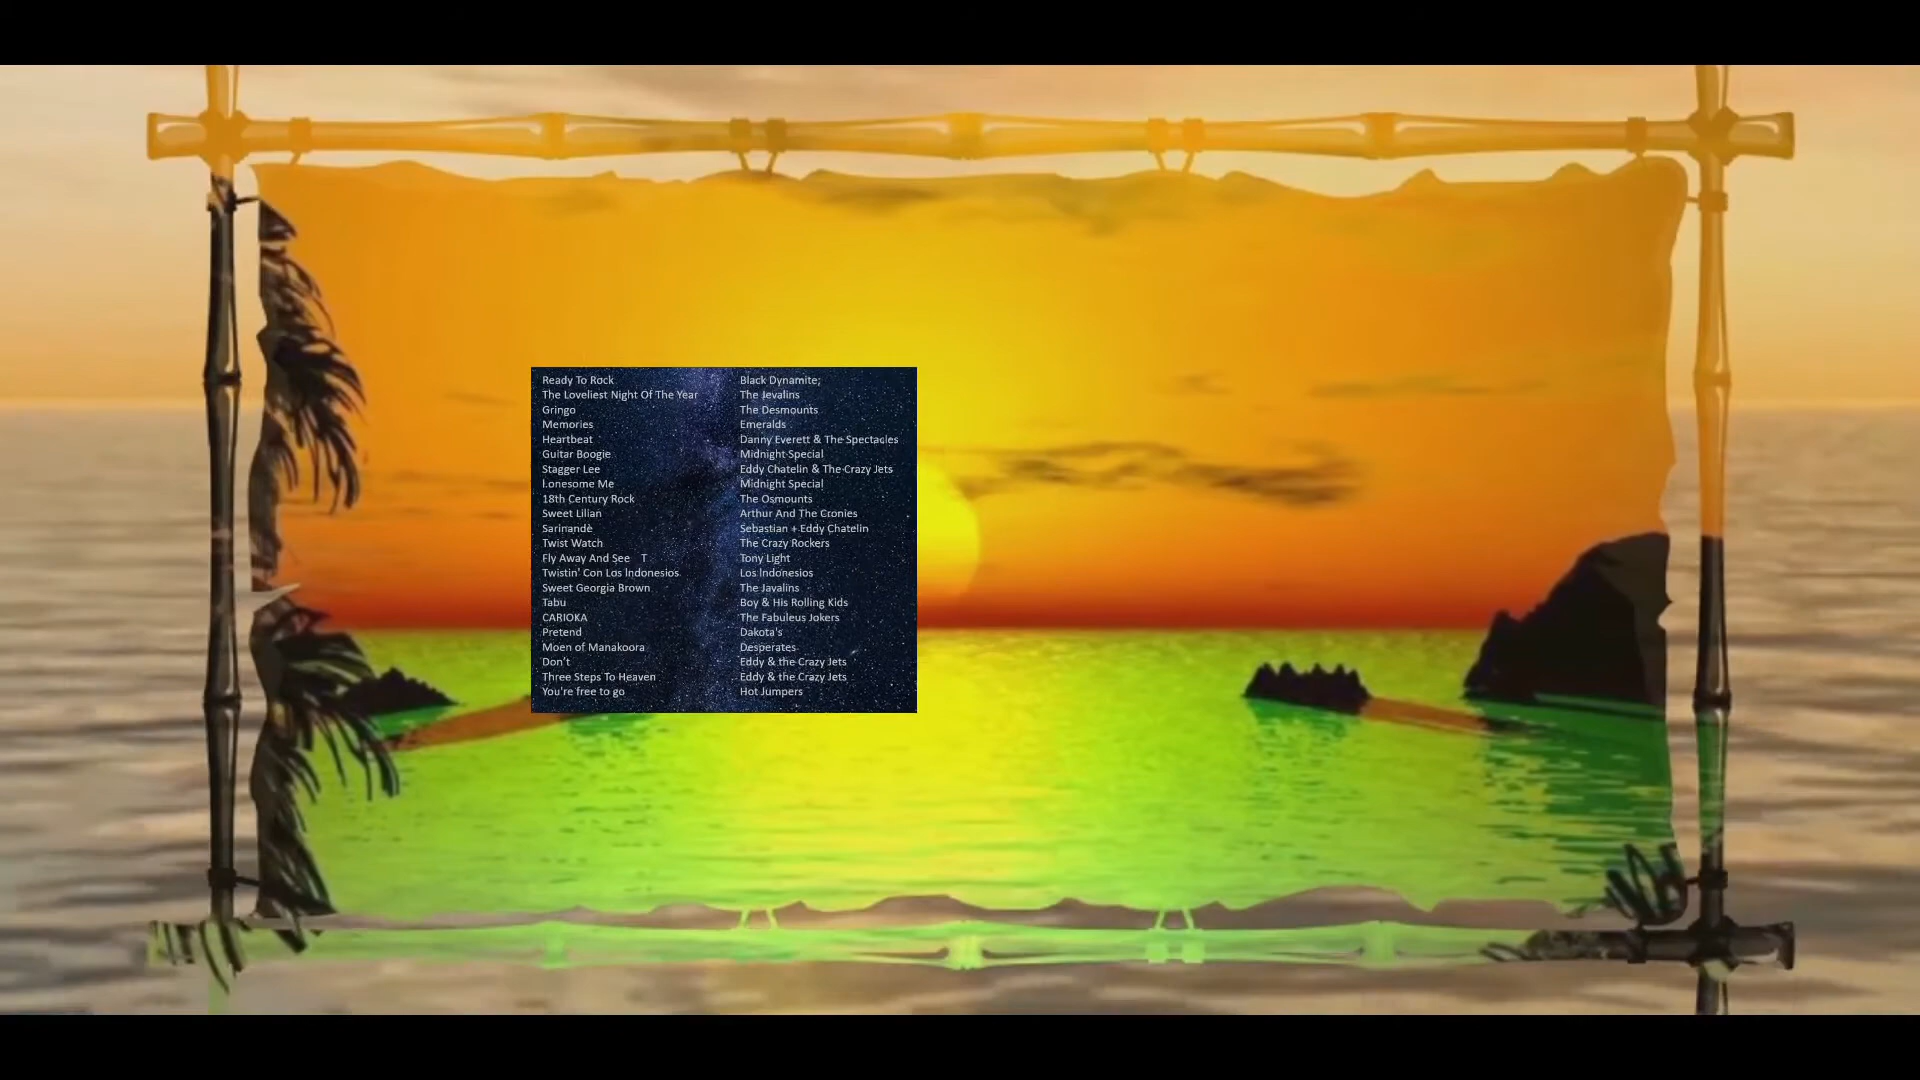 Ready To Rock Black Dynamite;
The Loveliest Night Of The Year The Jevalins
Gringo The Desmounts
Memories Emeralds
Heartbeat Danny Everett & The Spectacles
Guitar Boogie Midnight Special
Stagger Lee Eddy Chatelin & The Crazy Jets
l.onesome Me Midnight Special
18th Century Rock The Osmounts
Sweet Lilian Arthur And The Cronies
Sarinandè Sebastian + Eddy Chatelin
Twist Watch The Crazy Rockers
Fly Away And See T Tony Light
Twistin' Con Los lndonesios Los lndonesios
Sweet Georgia Brown The Javalins
Tabu Boy & His Rolling Kids
CARIOKA The Fabuleus Jokers
Pretend Dakota's
Moen of Manakoora Desperates
Don't Eddy & the Crazy Jets
Three Steps To Heaven Eddy & the Crazy Jets
You're free to go Hot Jumpers